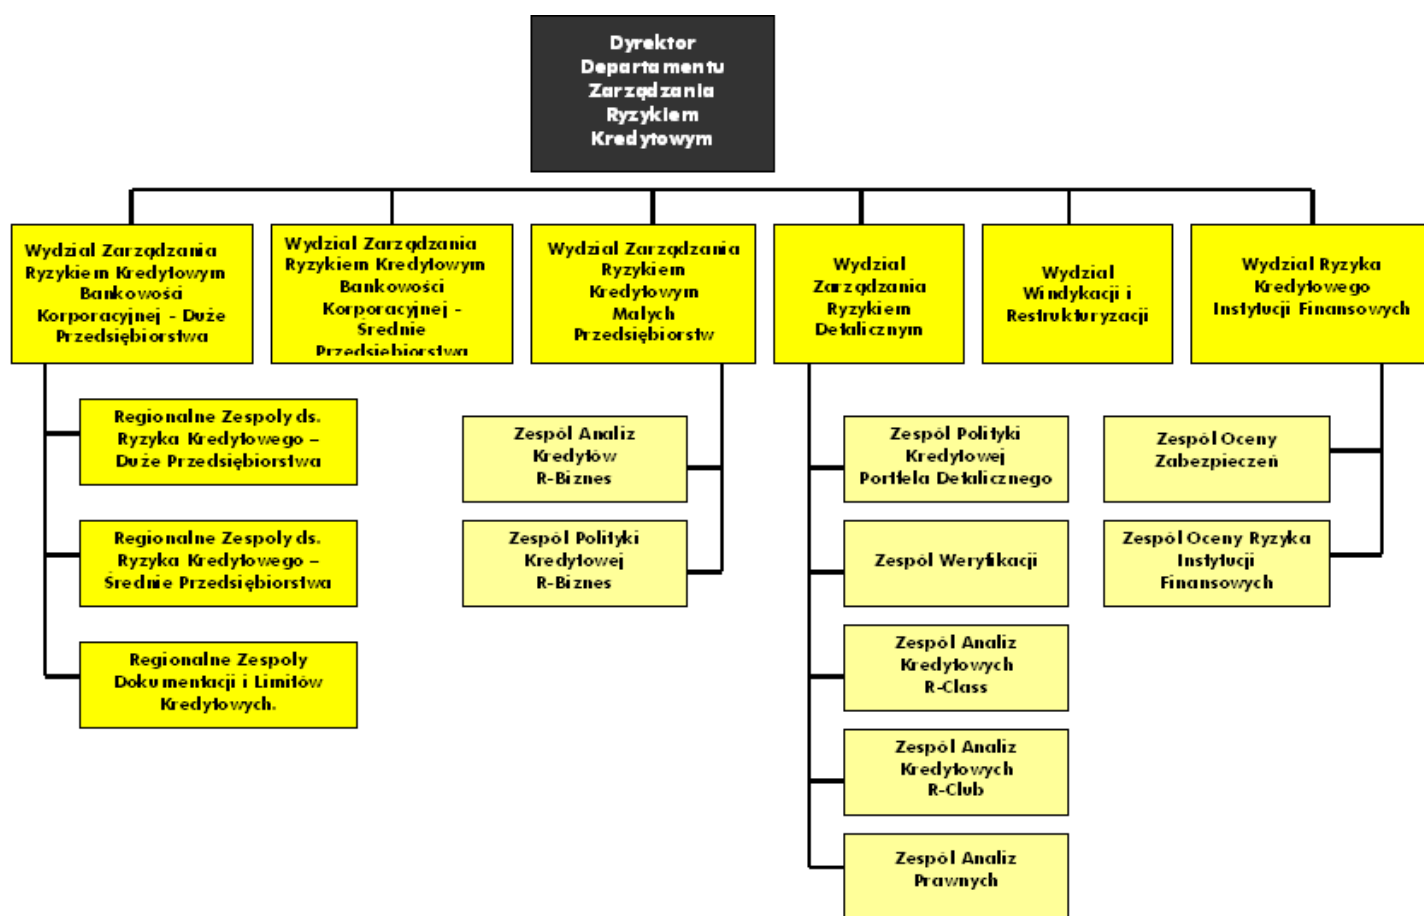 Dyrektor
Departamentu
Zarządzania
Ryzykiem
Kredytowym
Wydział Zarządzania
Ryzykiem Kredytowym
Bankowości
Korporacyjnej - Duże
Przedsiębiorstwa
Wydział Zarządzania
Ryzykiem Kredytowym
Bankowości
Korporacyjnej -
Średnie
Przedsiębiorstwa
Wydział Zarządzania
Ryzykiem
Kredytowym
Małych
Przedsiębiorstw
Wydział
Zarządzania
Ryzykiem
Detalicznym
Wydział
Windykacji i
Restrukturyzacji
Wydział Ryzyka
Kredytowego
Instytucji Finansowych
Regionalne Zespoły ds.
Ryzyka Kredytowego –
Duże Przedsiębiorstwa
Regionalne Zespoły ds.
Ryzyka Kredytowego –
Średnie Przedsiębiorstwa
Regionalne Zespoły
Dokumentacji i Limitów
Kredytowych.
Zespół Analiz
Kredytów
R-Biznes
Zespół Polityki
Kredytowej
R-Biznes
Zespół Polityki
Kredytowej
Portfela Detalicznego
Zespół Weryfikacji
Zespół Analiz
Kredytowych
R-Class
Zespół Analiz
Kredytowych
R-Club
Zespół Analiz
Prawnych
Zespół Oceny
Zabezpieczeń
Zespół Oceny Ryzyka
Instytucji
Finansowych